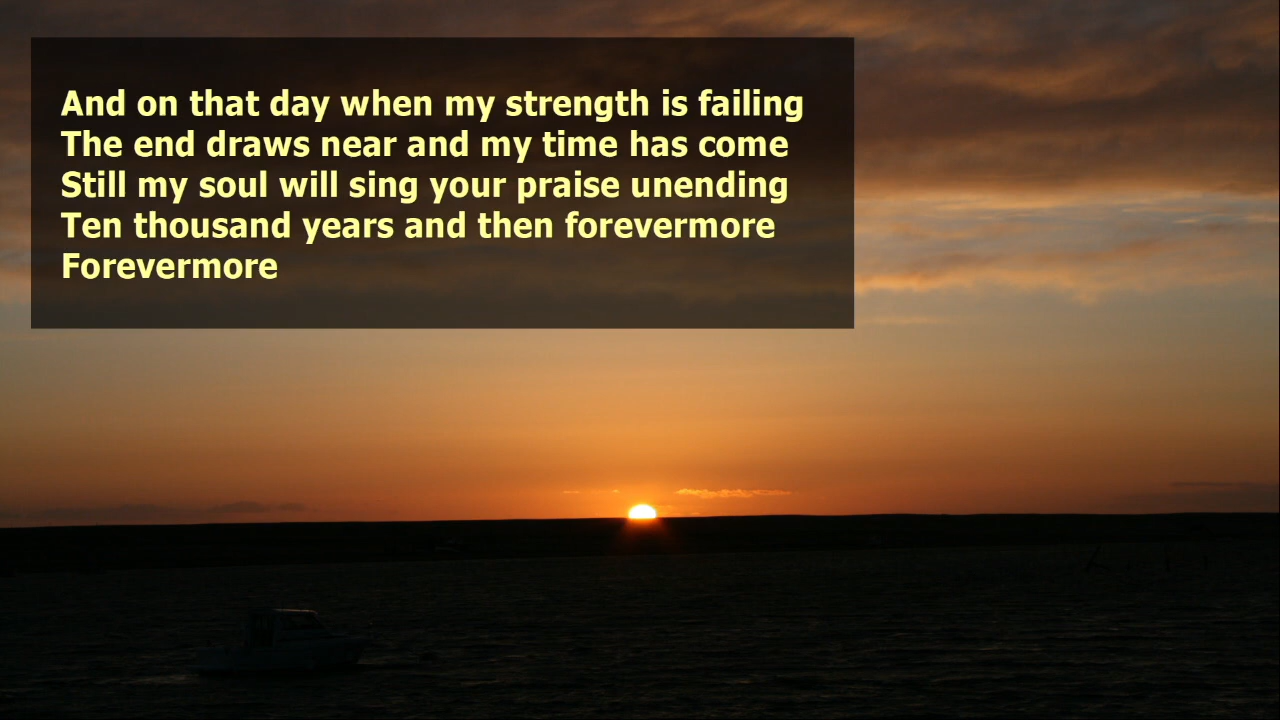 And on that day when my strength is failing
The end draws near and my time has come
Still my soul will sing your praise unending
Ten thousand years and then forevermore
Forevermore